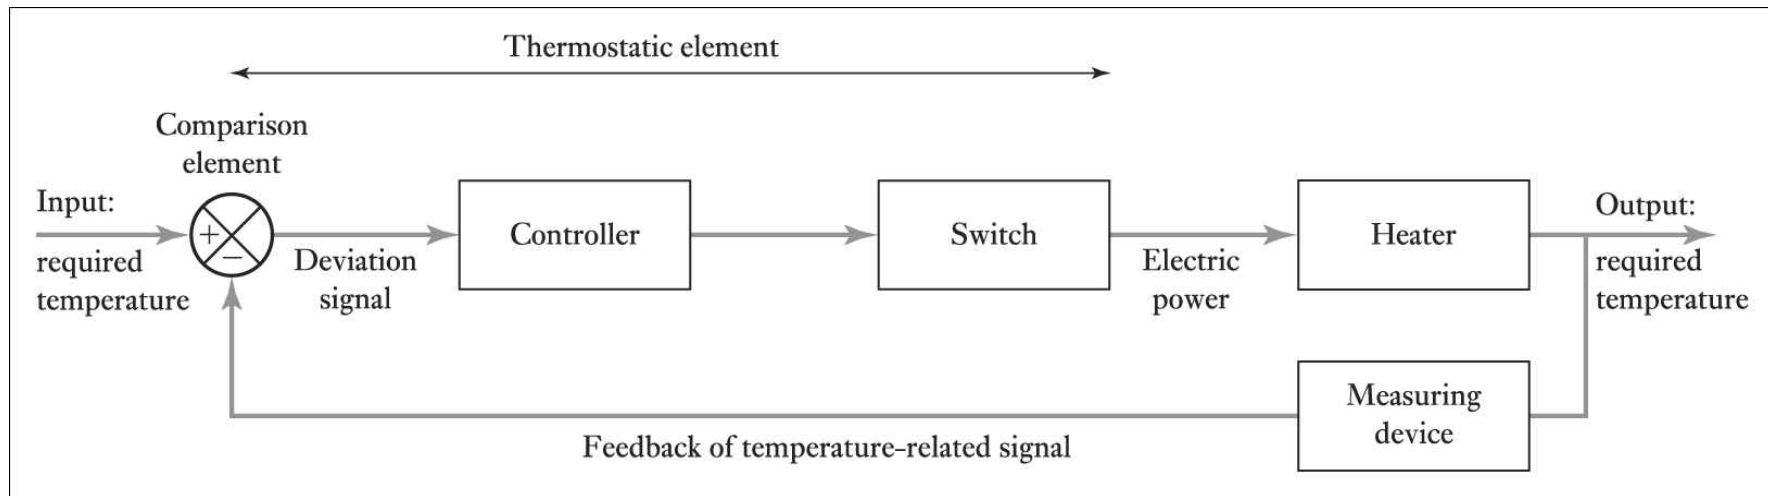 Thermostatic element
Comparison
element
Input:
required
temperature
+
−
Deviation
signal
Controller
Switch
Electric
power
Heater
Output:
required
temperature
Measuring
device
Feedback of temperature-related signal